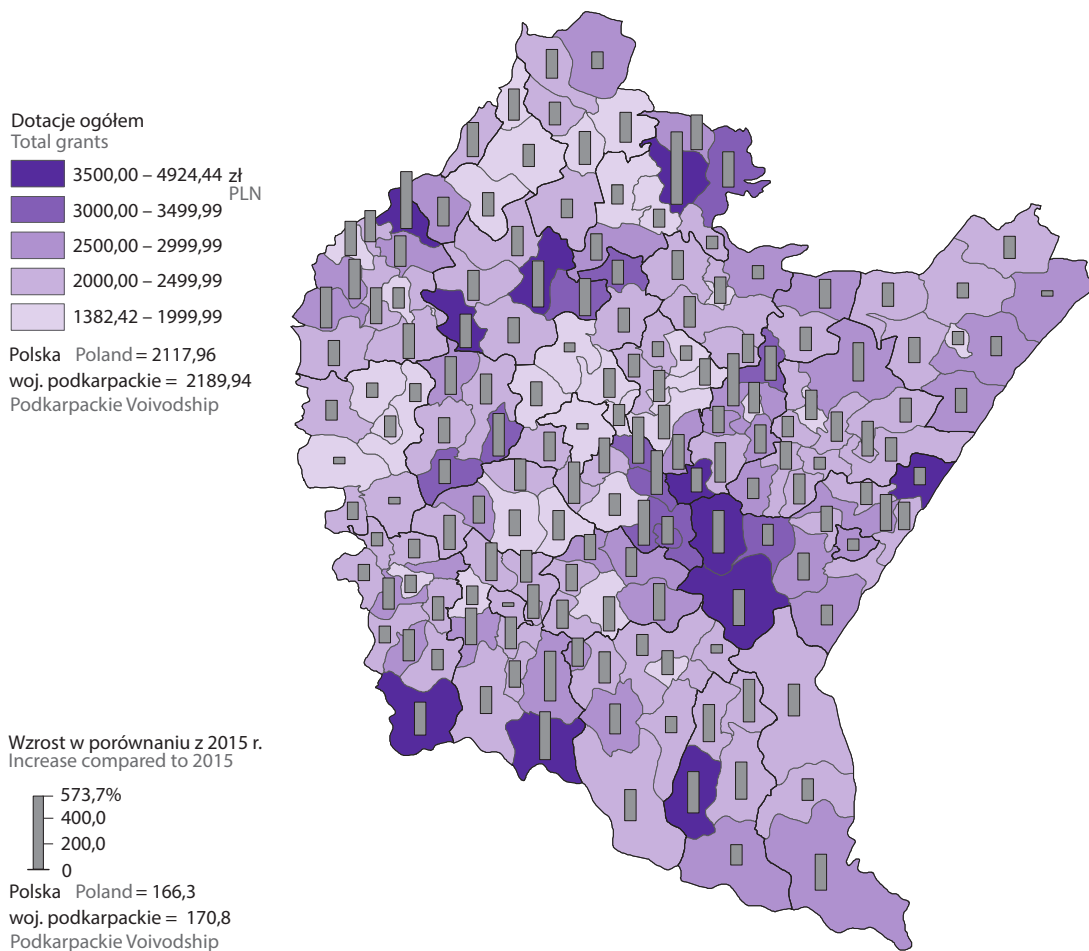 Dotacje ogółem
Total grants
3500,00 – 4924,44 zł
PLN
3000,00 – 3499,99
2500,00 – 2999,99
2000,00 – 2499,99
1382,42 – 1999,99
Polska Poland = 2117,96
woj. podkarpackie = 2189,94
Podkarpackie Voivodship
Wzrost w porównaniu z 2015 r.
Increase compared to 2015
573,7%
400,0
200,0
0
Polska Poland = 166,3
woj. podkarpackie = 170,8
Podkarpackie Voivodship